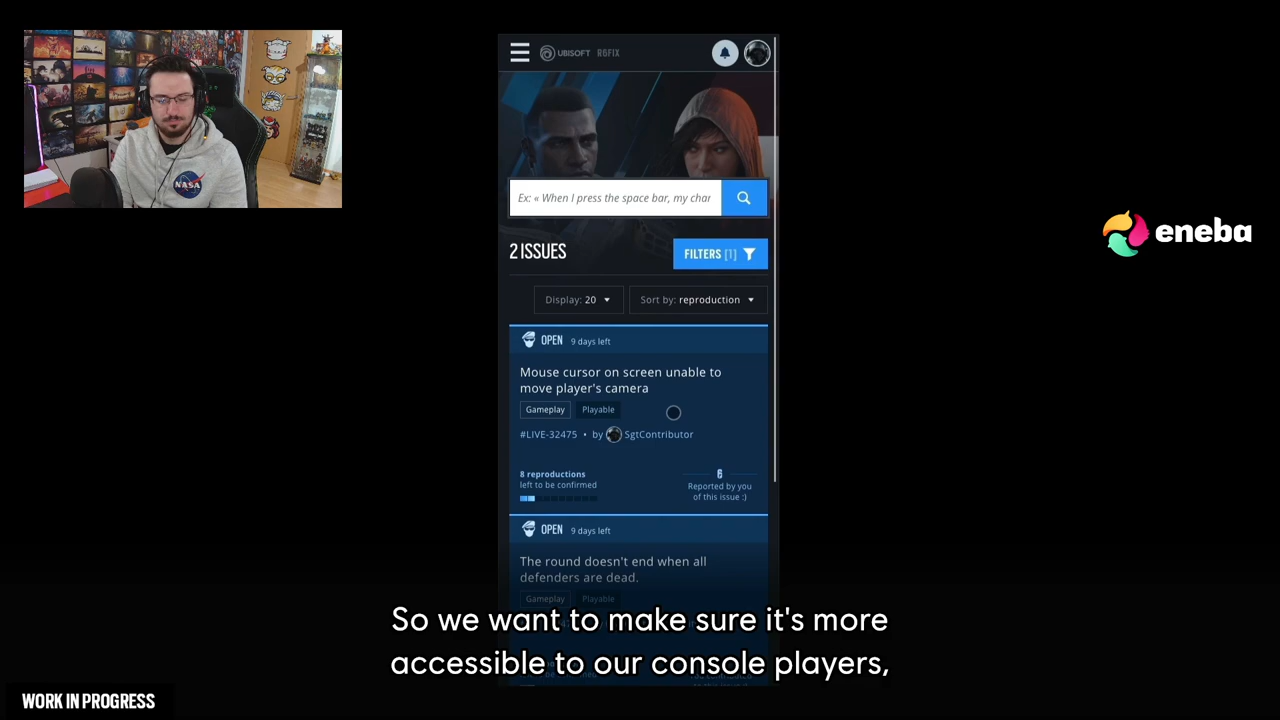 UBISOFT R6FIX
Ex: « When I press the space bar, my char
2 ISSUES
FILTERS [1]
Display: 20
Sort by: reproduction
OPEN 9 days left
Mouse cursor on screen unable to
move player's camera
Gameplay Playable
#LIVE-32475 • by SgtContributor
8 reproductions
left to be confirmed
6
Reported by you
of this issue :)
OPEN 9 days left
The round doesn't end when all
defenders are dead.
Gameplay Playable
So we want to make sure it's more
accessible to our console players,
WORK IN PROGRESS
eneba
NASA